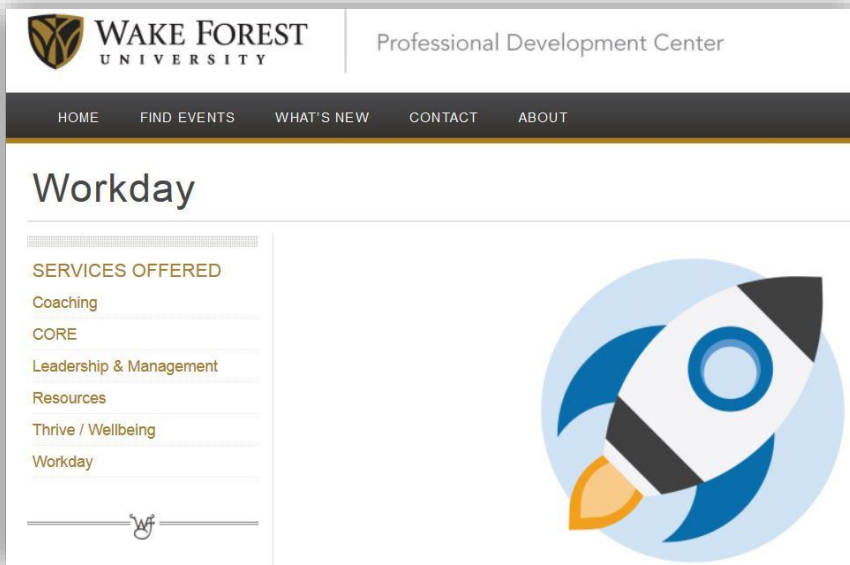 WAKE FOREST
UNIVERSITY
Professional Development Center
HOME FIND EVENTS WHAT'S NEW CONTACT ABOUT
Workday
SERVICES OFFERED
Coaching
CORE
Leadership & Management
Resources
Thrive / Wellbeing
Workday
WF